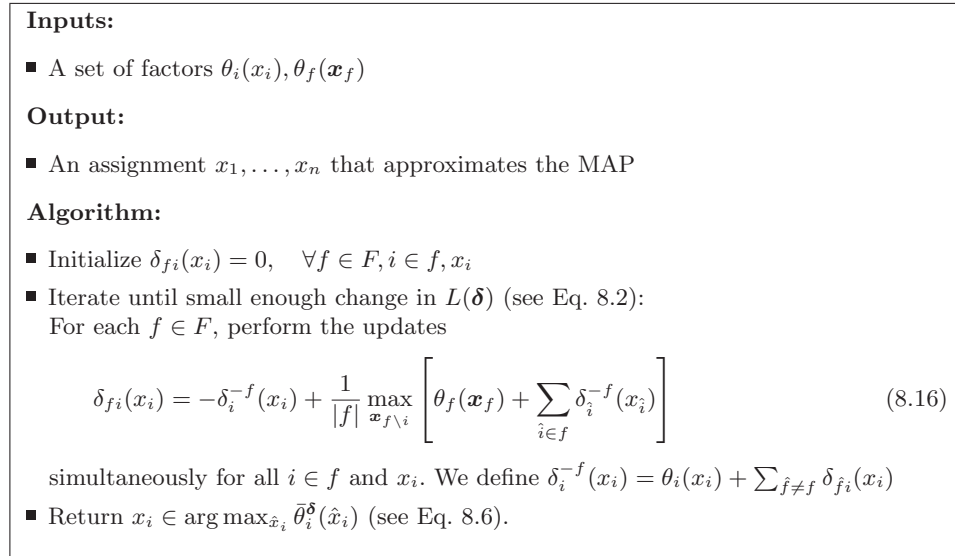 Inputs:
■ A set of factors θ_i(x_i), θ_f(𝒙_f)
Output:
■ An assignment x_1, . . . , x_n that approximates the MAP
Algorithm:
■ Initialize δ_{fi}(x_i) = 0, ∀f ∈ F, i ∈ f, x_i
■ Iterate until small enough change in L(𝜹) (see Eq. 8.2):
For each f ∈ F, perform the updates
δ_{fi}(x_i) = −δ_i^{−f}(x_i) + \frac{1}{|f|} \max_{𝒙_{f\setminus i}} [ θ_f(𝒙_f) + \sum_{\hat{i}∈f} δ_{\hat{i}}^{−f}(x_{\hat{i}}) ] (8.16)
simultaneously for all i ∈ f and x_i. We define δ_i^{−f}(x_i) = θ_i(x_i) + \sum_{\hat{f}≠f} δ_{\hat{f}i}(x_i)
■ Return x_i ∈ arg max_{\hat{x}_i} \bar{θ}_i^{𝜹}(\hat{x}_i) (see Eq. 8.6).